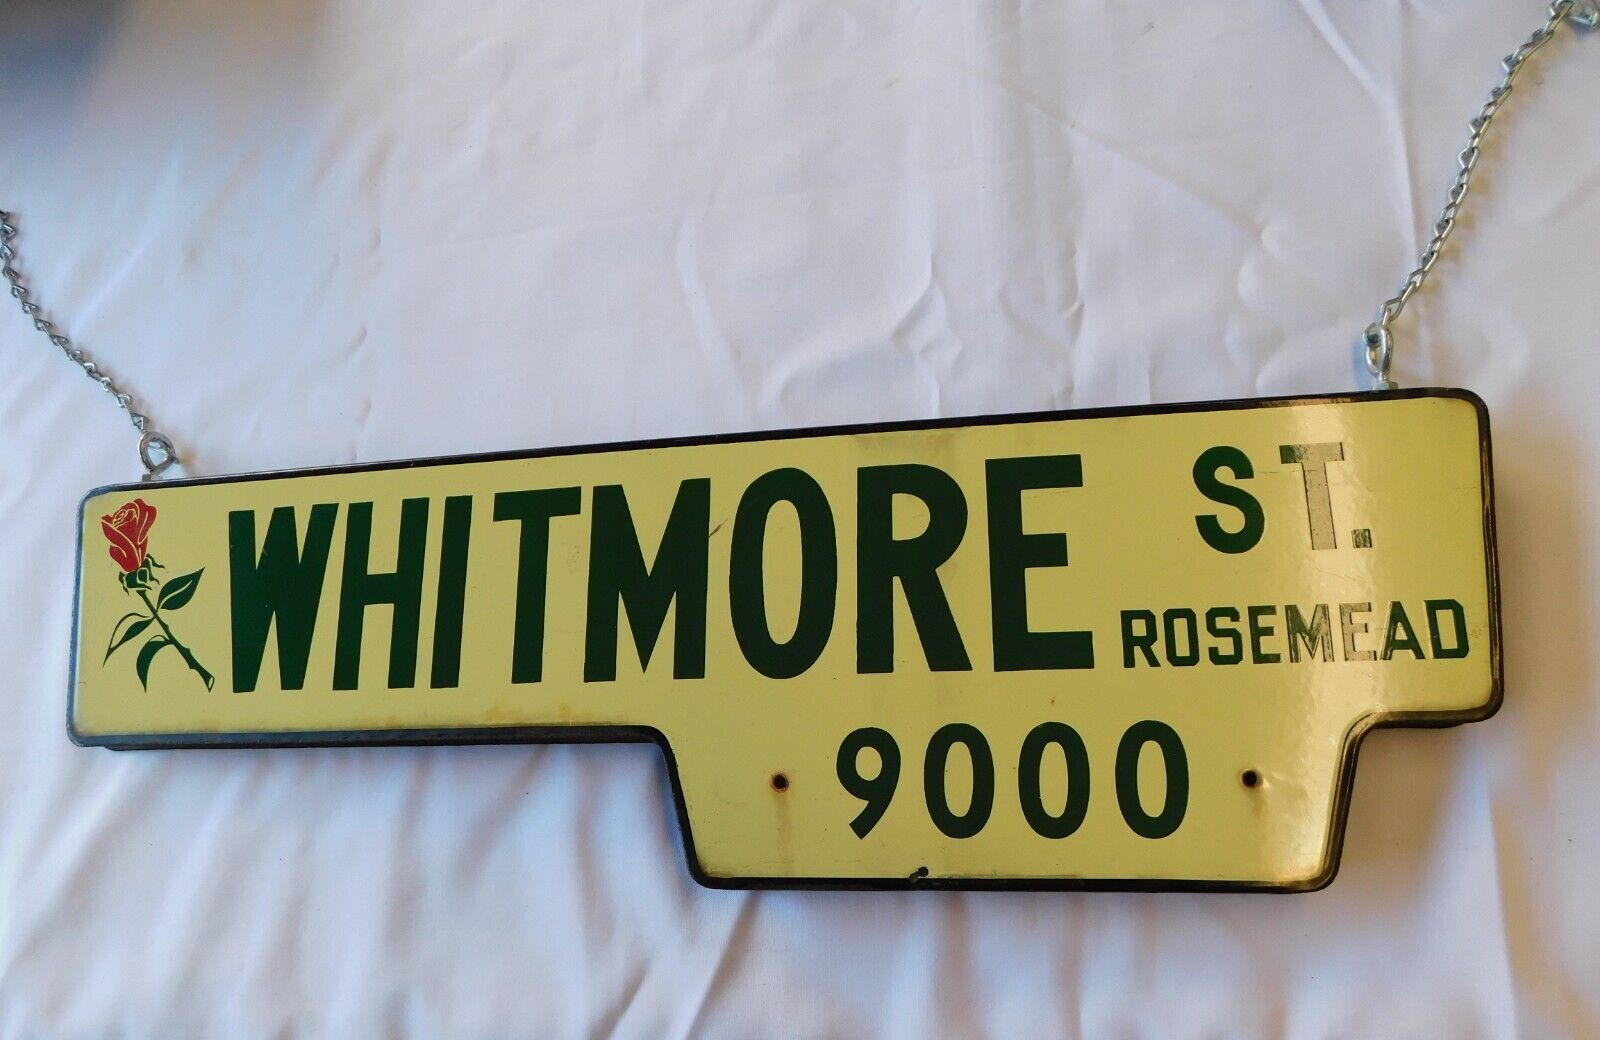 WHITMORE ST.
ROSEMEAD
9000